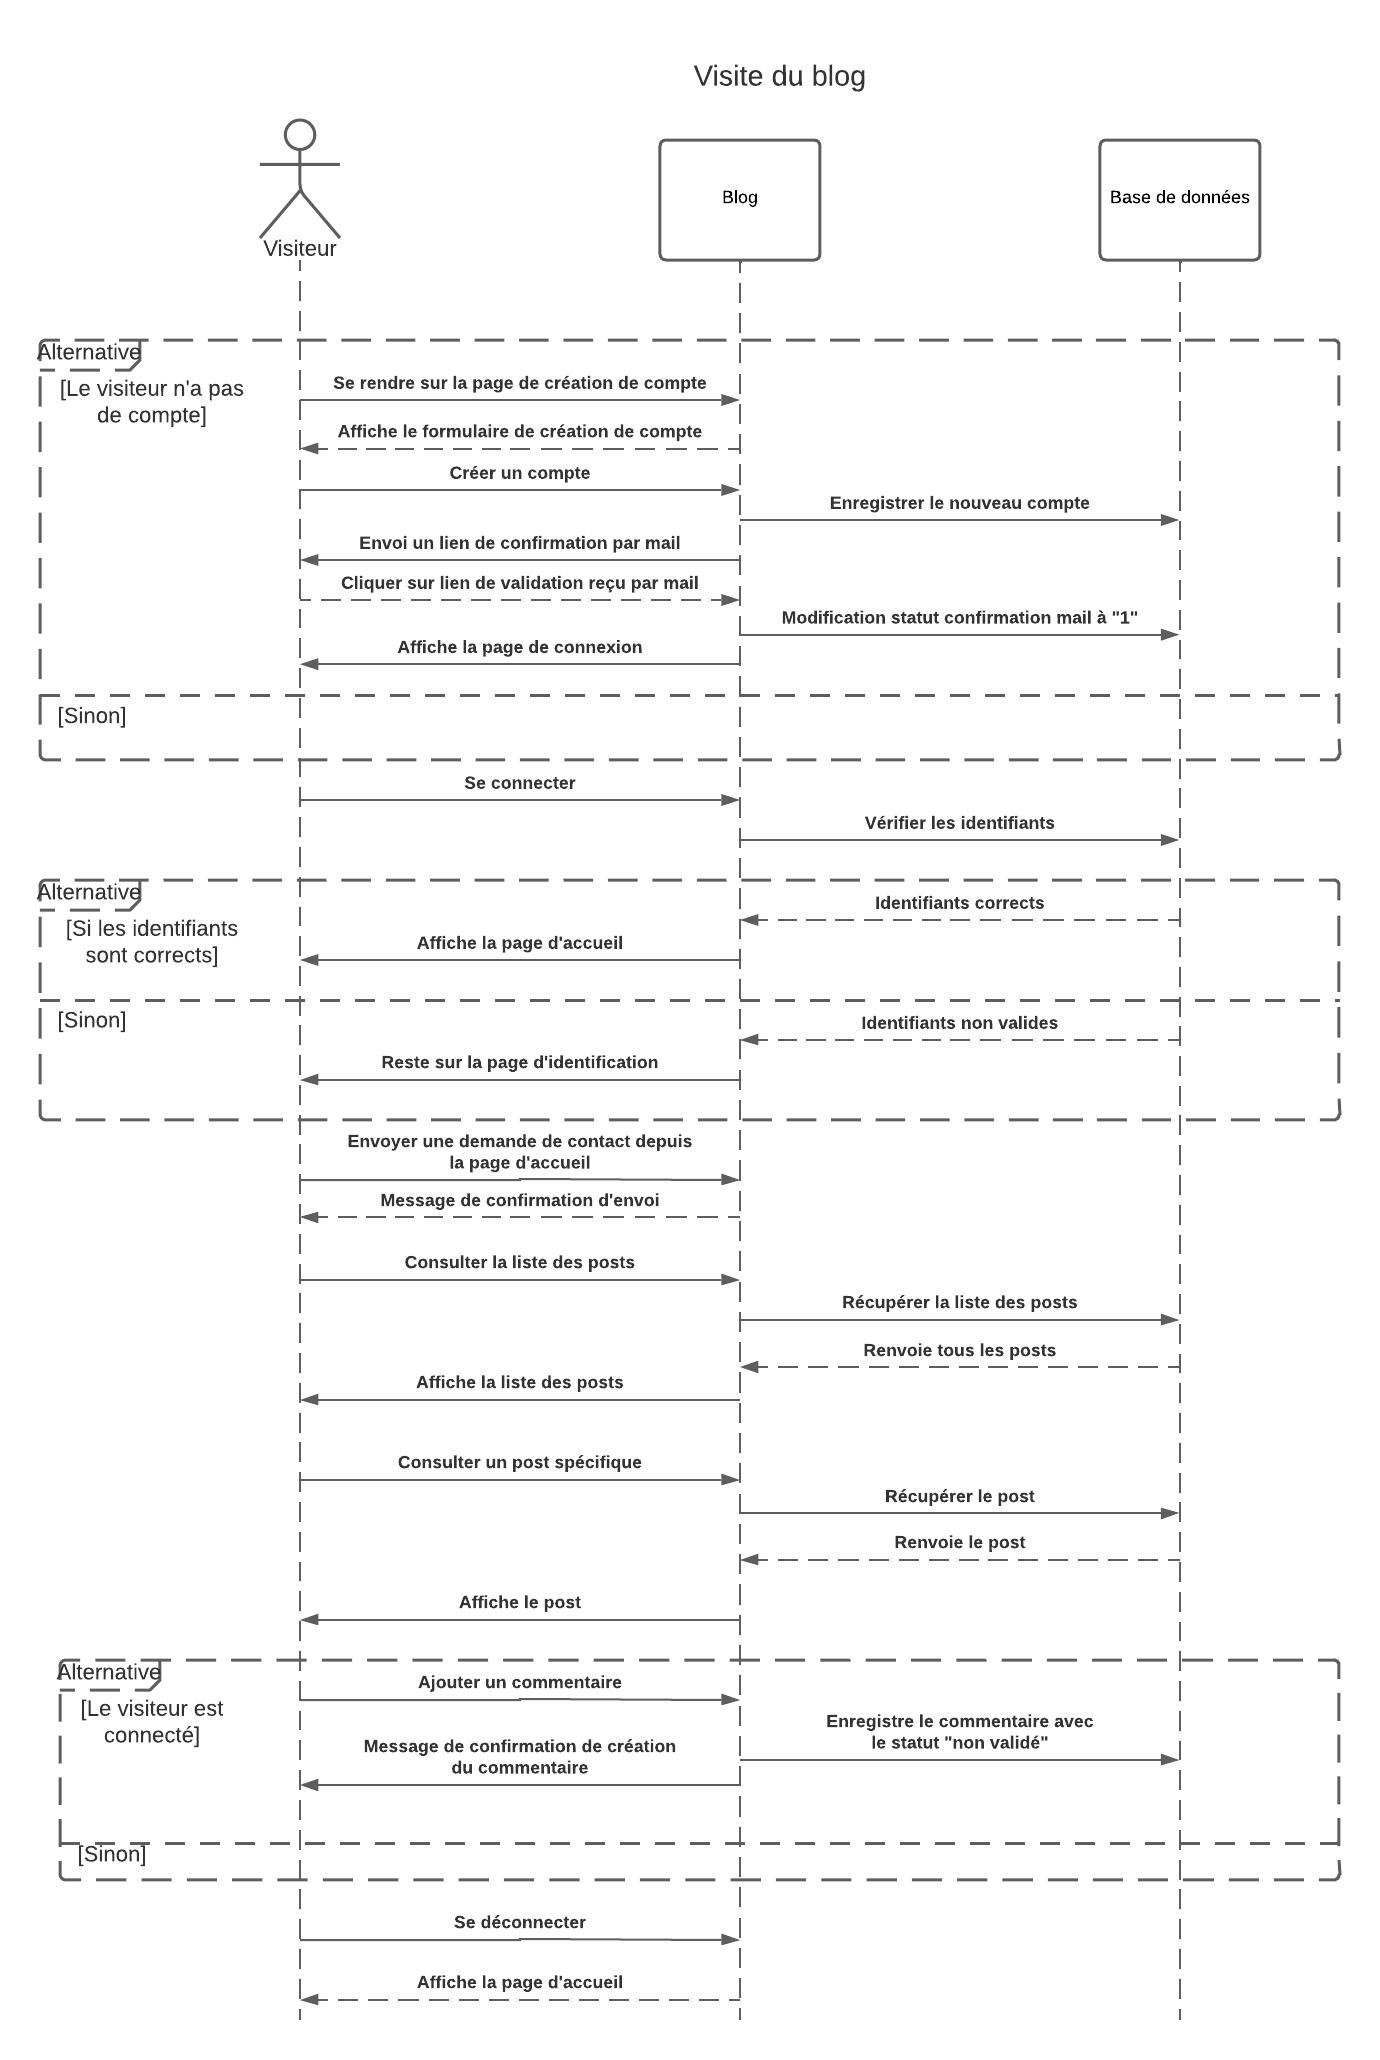 Visite du blog
Visiteur
Blog
Base de données
Alternative
[Le visiteur n'a pas
de compte]
Se rendre sur la page de création de compte
Affiche le formulaire de création de compte
Créer un compte
Enregistrer le nouveau compte
Envoi un lien de confirmation par mail
Cliquer sur lien de validation reçu par mail
Modification statut confirmation mail à "1"
Affiche la page de connexion
[Sinon]
Se connecter
Vérifier les identifiants
Alternative
[Si les identifiants
sont corrects]
Identifiants corrects
Affiche la page d'accueil
[Sinon]
Identifiants non valides
Reste sur la page d'identification
Envoyer une demande de contact depuis
la page d'accueil
Message de confirmation d'envoi
Consulter la liste des posts
Récupérer la liste des posts
Renvoie tous les posts
Affiche la liste des posts
Consulter un post spécifique
Récupérer le post
Renvoie le post
Affiche le post
Alternative
[Le visiteur est
connecté]
Ajouter un commentaire
Enregistre le commentaire avec
le statut "non validé"
Message de confirmation de création
du commentaire
[Sinon]
Se déconnecter
Affiche la page d'accueil